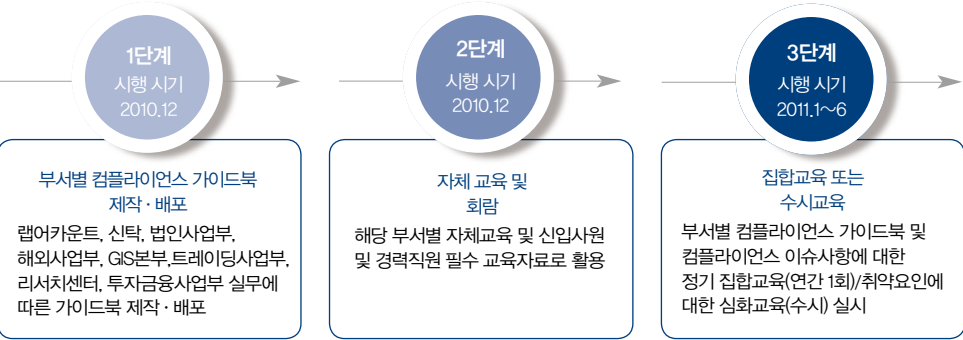 1단계
시행 시기
2010.12
부서별 컴플라이언스 가이드북
제작 · 배포
랩어카운트, 신탁, 법인사업부,
해외사업부, GIS본부,트레이딩사업부,
리서치센터, 투자금융사업부 실무에
따른 가이드북 제작 · 배포
2단계
시행 시기
2010.12
자체 교육 및
회람
해당 부서별 자체교육 및 신입사원
및 경력직원 필수 교육자료로 활용
3단계
시행 시기
2011.1~6
집합교육 또는
수시교육
부서별 컴플라이언스 가이드북 및
컴플라이언스 이슈사항에 대한
정기 집합교육(연간 1회)/취약요인에
대한 심화교육(수시) 실시